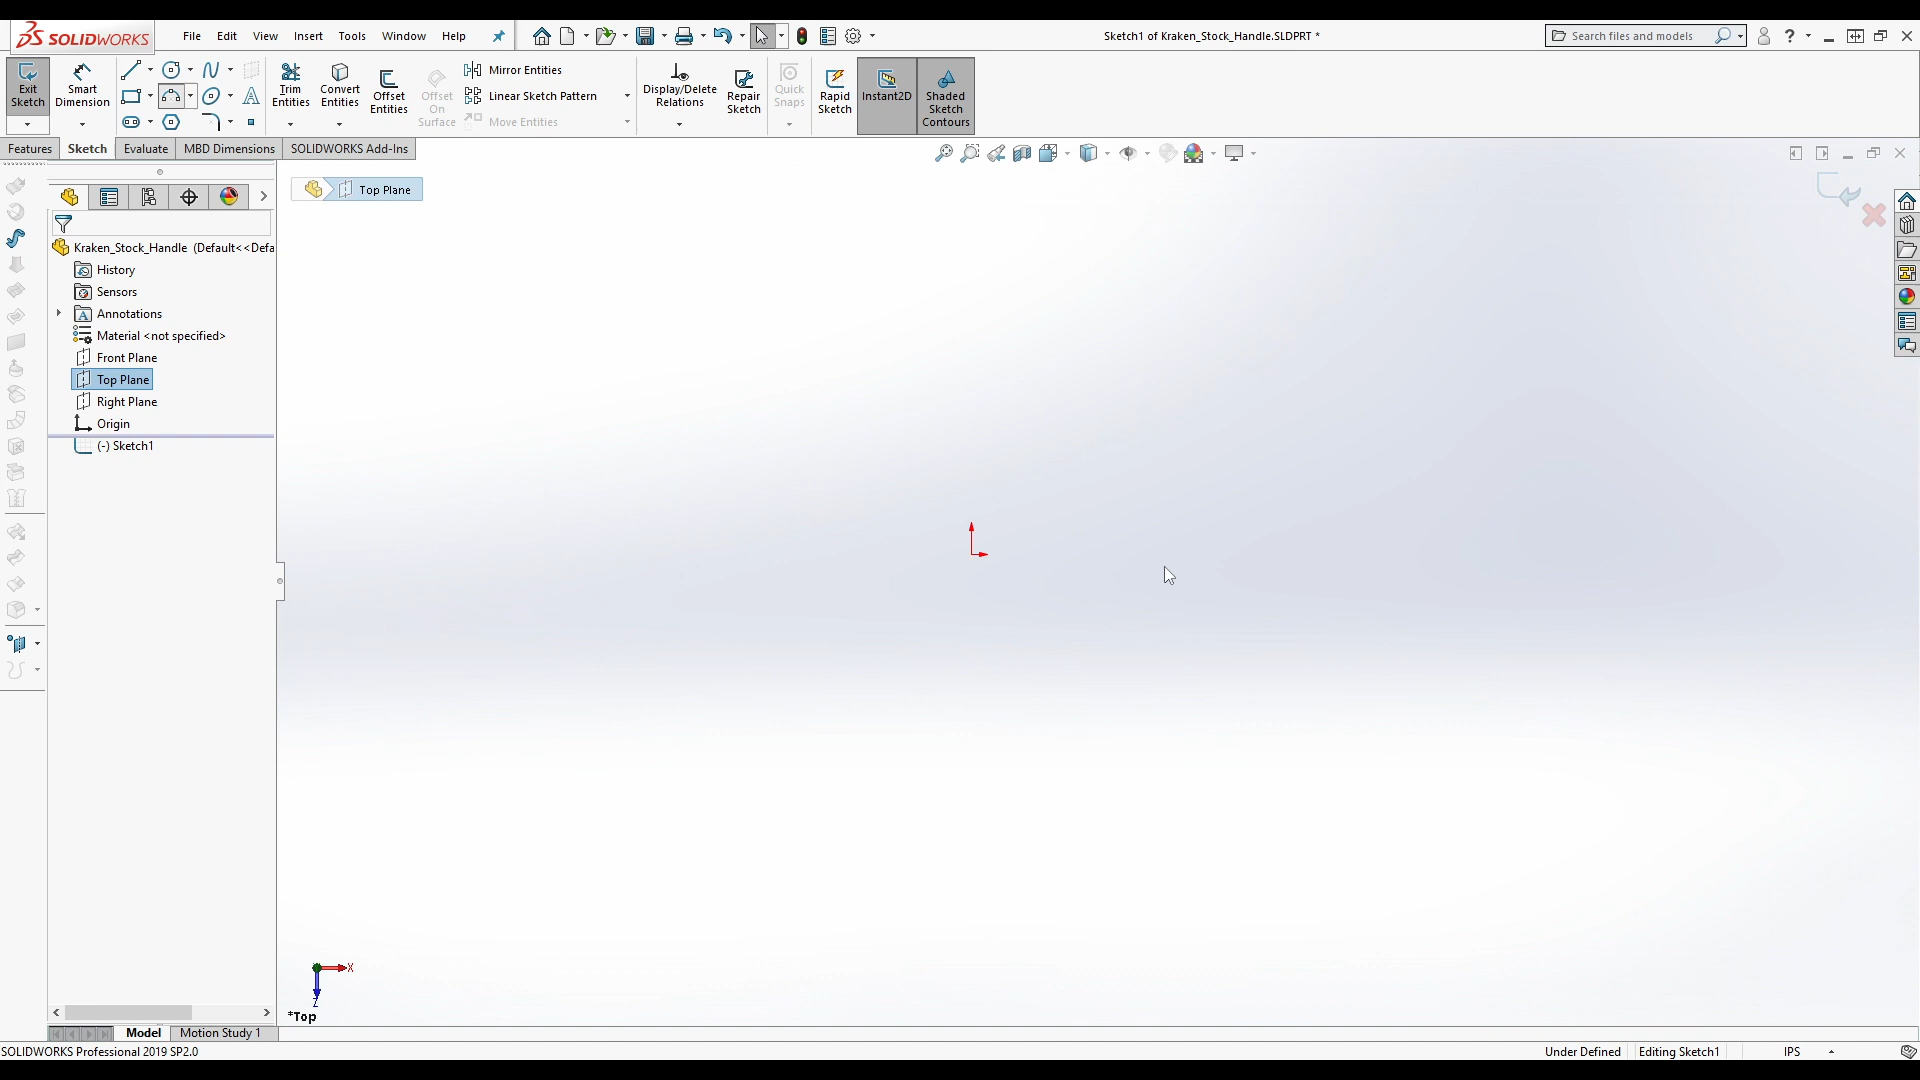 SOLIDWORKS File Edit View Insert Tools Window Help Sketch1 of Kraken_Stock_Handle.SLDPRT * Search files and models
Exit Sketch
Smart Dimension
Trim Entities
Convert Entities
Offset Entities
Offset On Surface
Mirror Entities
Linear Sketch Pattern
Move Entities
Display/Delete Relations
Repair Sketch
Quick Snaps
Rapid Sketch
Instant2D
Shaded Sketch Contours
Features Sketch Evaluate MBD Dimensions SOLIDWORKS Add-Ins
Top Plane
Kraken_Stock_Handle (Default<<Defa
History
Sensors
Annotations
Material <not specified>
Front Plane
Top Plane
Right Plane
Origin
(-) Sketch1
X
Z
*Top
Model Motion Study 1
SOLIDWORKS Professional 2019 SP2.0 Under Defined Editing Sketch1 IPS